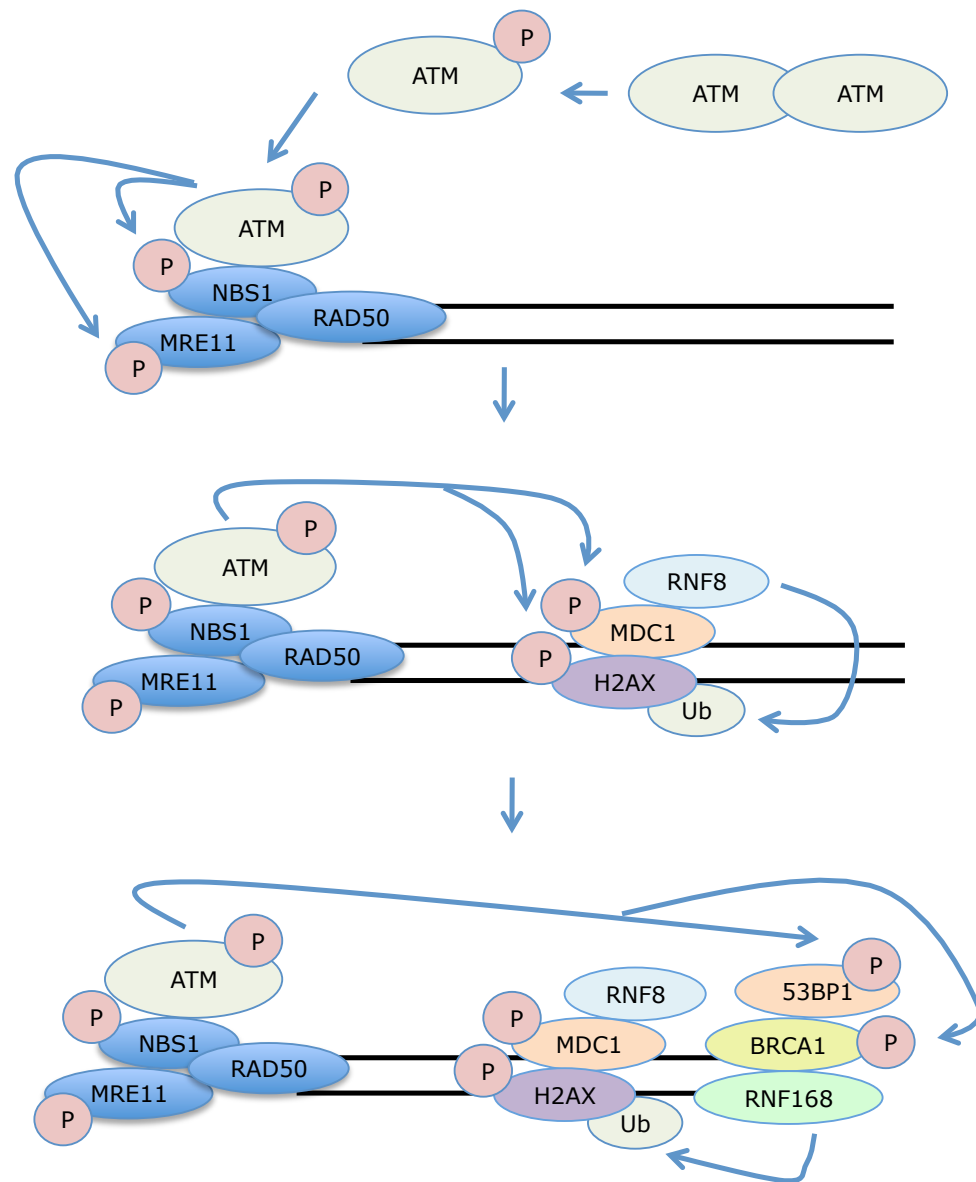 P
ATM
ATM ATM
P
ATM
P
NBS1
RAD50
MRE11
P
P
ATM
RNF8
P
P
NBS1
MDC1
P
RAD50
MRE11
H2AX
P
Ub
P
P
ATM
RNF8
53BP1
P
P
NBS1
MDC1
BRCA1
P
P
RAD50
MRE11
H2AX
RNF168
P
Ub